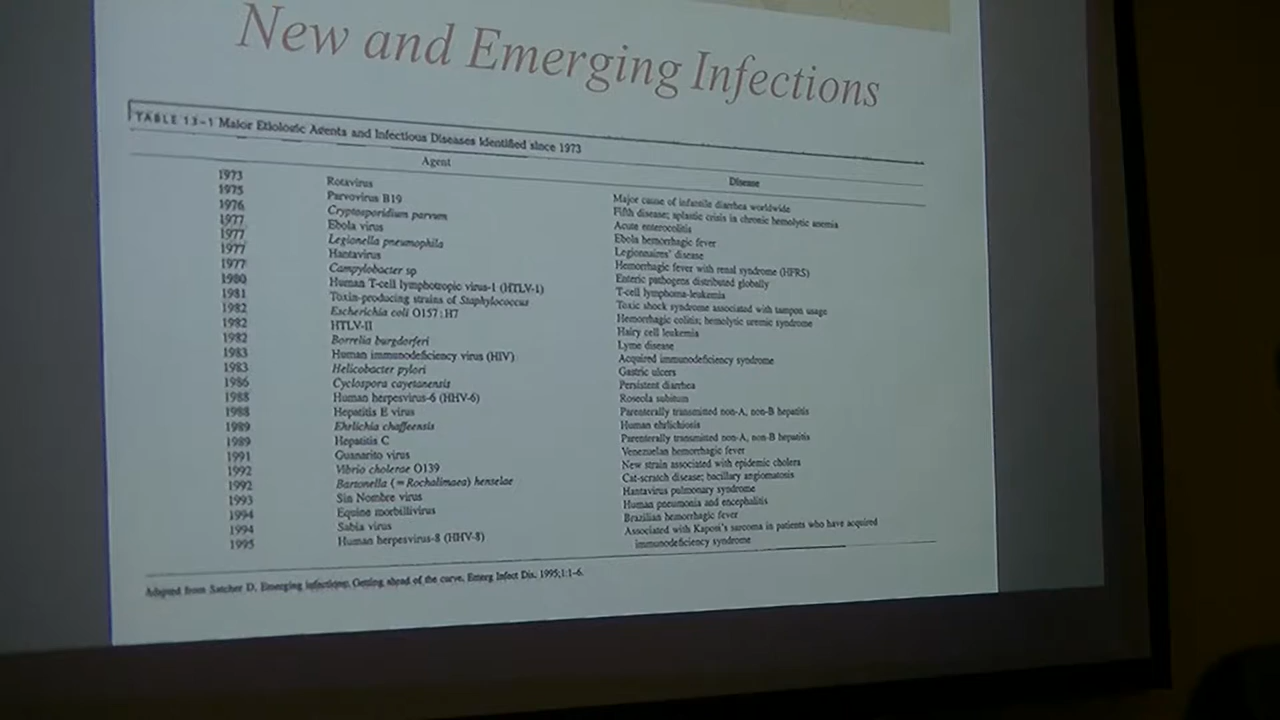 New and Emerging Infections
TABLE 13-1 Major Etiologic Agents and Infectious Diseases Identified since 1973
Agent Disease
1973 Rotavirus Major cause of infantile diarrhea worldwide
1975 Parvovirus B19 Fifth disease; aplastic crisis in chronic hemolytic anemia
1976 Cryptosporidium parvum Acute enterocolitis
1977 Ebola virus Ebola hemorrhagic fever
1977 Legionella pneumophila Legionnaires' disease
1977 Hantavirus Hemorrhagic fever with renal syndrome (HFRS)
1977 Campylobacter sp Enteric pathogens distributed globally
1980 Human T-cell lymphotropic virus-1 (HTLV-1) T-cell lymphoma-leukemia
1981 Toxin-producing strains of Staphylococcus Toxic shock syndrome associated with tampon usage
1982 Escherichia coli O157:H7 Hemorrhagic colitis; hemolytic uremic syndrome
1982 HTLV-II Hairy cell leukemia
1982 Borrelia burgdorferi Lyme disease
1983 Human immunodeficiency virus (HIV) Acquired immunodeficiency syndrome
1983 Helicobacter pylori Gastric ulcers
1986 Cyclospora cayetanensis Persistent diarrhea
1988 Human herpesvirus-6 (HHV-6) Roseola subitum
1988 Hepatitis E virus Parenterally transmitted non-A, non-B hepatitis
1989 Ehrlichia chaffeensis Human ehrlichiosis
1989 Hepatitis C Parenterally transmitted non-A, non-B hepatitis
1991 Guanarito virus Venezuelan hemorrhagic fever
1992 Vibrio cholerae O139 New strain associated with epidemic cholera
1992 Bartonella (=Rochalimaea) henselae Cat-scratch disease; bacillary angiomatosis
1993 Sin Nombre virus Hantavirus pulmonary syndrome
1994 Equine morbillivirus Human pneumonia and encephalitis
1994 Sabia virus Brazilian hemorrhagic fever
1995 Human herpesvirus-8 (HHV-8) Associated with Kaposi's sarcoma in patients who have acquired
immunodeficiency syndrome
Adapted from Satcher D. Emerging infections: Getting ahead of the curve. Emerg Infect Dis. 1995;1:1-6.